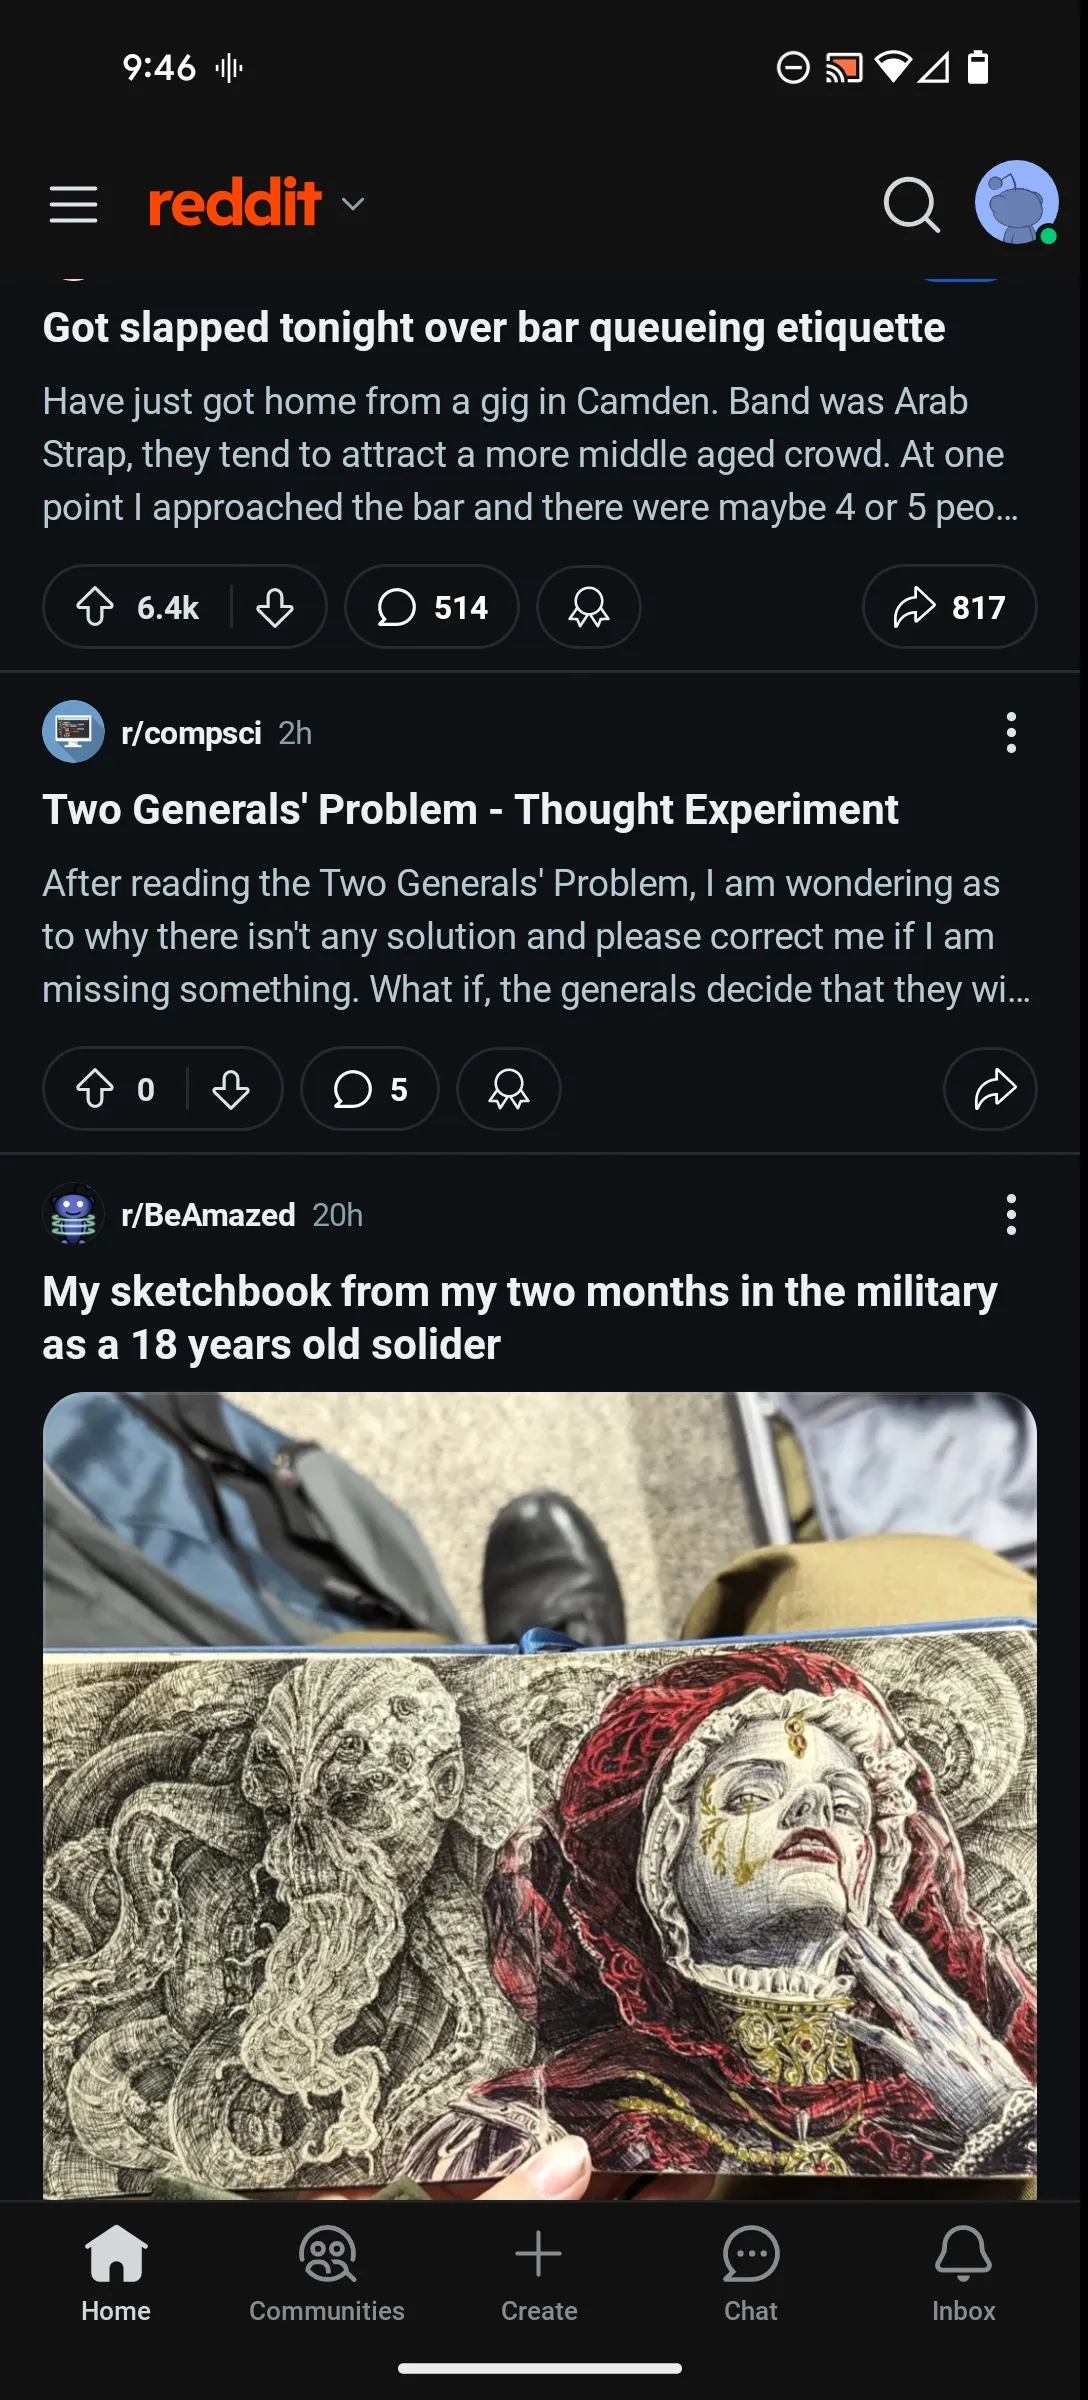 9:46
reddit
Got slapped tonight over bar queueing etiquette
Have just got home from a gig in Camden. Band was Arab
Strap, they tend to attract a more middle aged crowd. At one
point I approached the bar and there were maybe 4 or 5 peo...
6.4k
514
817
r/compsci 2h
Two Generals' Problem - Thought Experiment
After reading the Two Generals' Problem, I am wondering as
to why there isn't any solution and please correct me if I am
missing something. What if, the generals decide that they wi...
0
5
r/BeAmazed 20h
My sketchbook from my two months in the military
as a 18 years old solider
Home
Communities
Create
Chat
Inbox